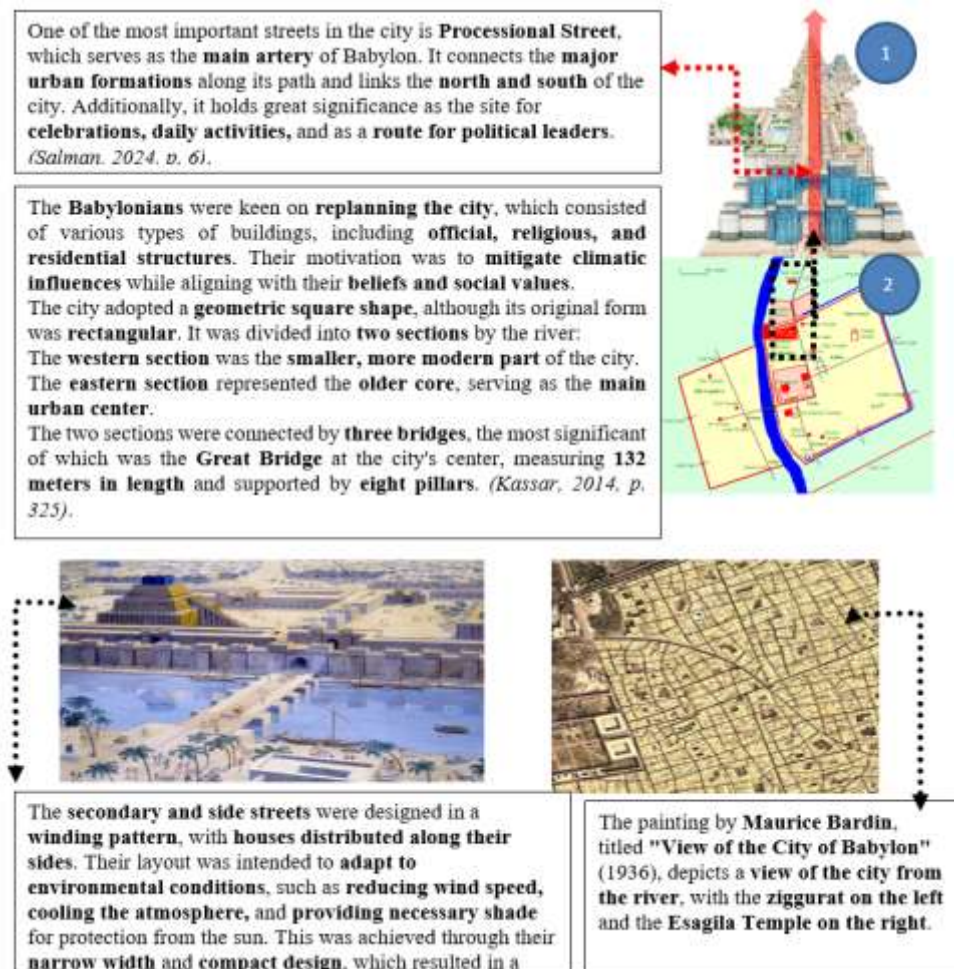 One of the most important streets in the city is Processional Street,
which serves as the main artery of Babylon. It connects the major
urban formations along its path and links the north and south of the
city. Additionally, it holds great significance as the site for
celebrations, daily activities, and as a route for political leaders.
(Salman. 2024. p. 6).
1
The Babylonians were keen on replanning the city, which consisted
of various types of buildings, including official, religious, and
residential structures. Their motivation was to mitigate climatic
influences while aligning with their beliefs and social values.
The city adopted a geometric square shape, although its original form
was rectangular. It was divided into two sections by the river:
The western section was the smaller, more modern part of the city.
The eastern section represented the older core, serving as the main
urban center.
The two sections were connected by three bridges, the most significant
of which was the Great Bridge at the city's center, measuring 132
meters in length and supported by eight pillars. (Kassar, 2014, p.
325).
2
The secondary and side streets were designed in a
winding pattern, with houses distributed along their
sides. Their layout was intended to adapt to
environmental conditions, such as reducing wind speed,
cooling the atmosphere, and providing necessary shade
for protection from the sun. This was achieved through their
narrow width and compact design, which resulted in a
The painting by Maurice Bardin,
titled "View of the City of Babylon"
(1936), depicts a view of the city from
the river, with the ziggurat on the left
and the Esagila Temple on the right.